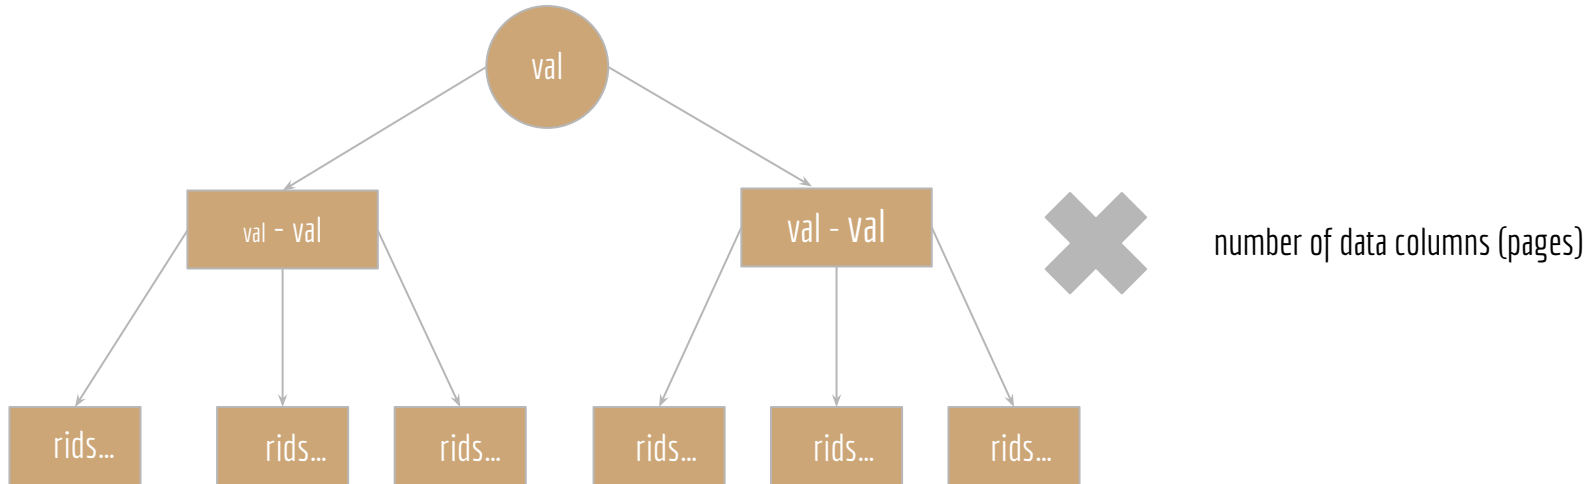 val
val - val
val - val
number of data columns (pages)
rids...
rids...
rids...
rids...
rids...
rids...